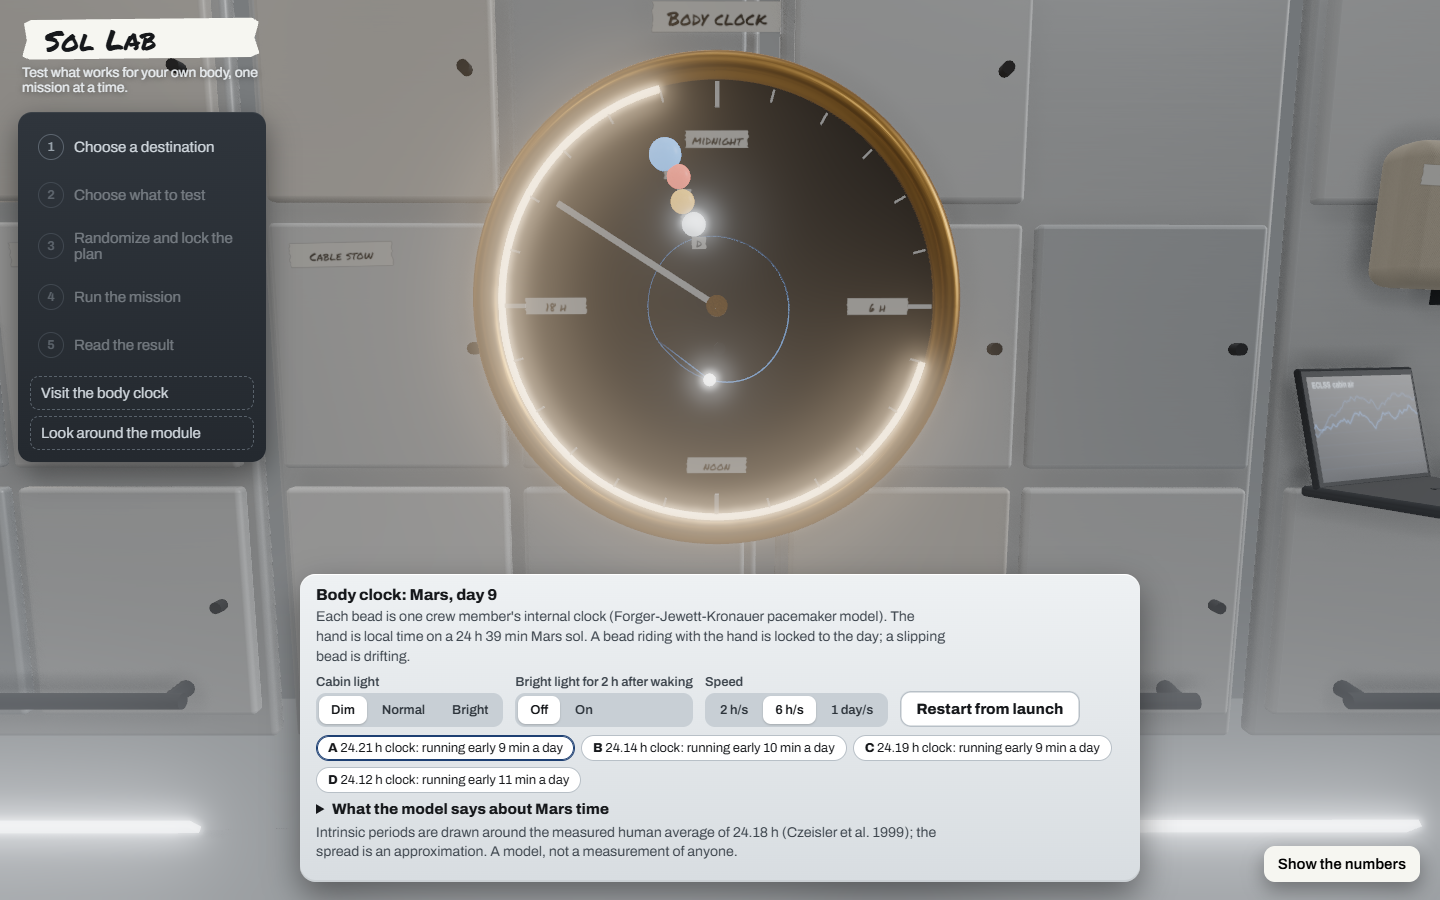 Sol Lab
Test what works for your own body, one
mission at a time.
1 Choose a destination
2 Choose what to test
3 Randomize and lock the
plan
4 Run the mission
5 Read the result
Visit the body clock
Look around the module
Body clock
Cable stow
Midnight
D
18 H
6 H
Noon
ECLSS cabin air
Body clock: Mars, day 9
Each bead is one crew member's internal clock (Forger-Jewett-Kronauer pacemaker model). The
hand is local time on a 24 h 39 min Mars sol. A bead riding with the hand is locked to the day; a slipping
bead is drifting.
Cabin light
Bright light for 2 h after waking
Speed
Dim Normal Bright
Off On
2 h/s 6 h/s 1 day/s
Restart from launch
A 24.21 h clock: running early 9 min a day
B 24.14 h clock: running early 10 min a day
C 24.19 h clock: running early 9 min a day
D 24.12 h clock: running early 11 min a day
What the model says about Mars time
Intrinsic periods are drawn around the measured human average of 24.18 h (Czeisler et al. 1999); the
spread is an approximation. A model, not a measurement of anyone.
Show the numbers